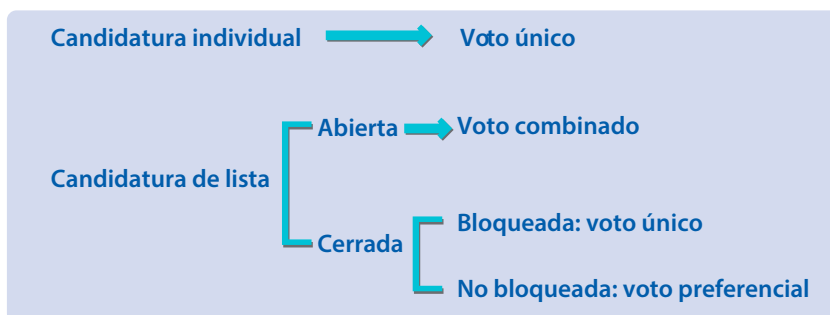 Candidatura individual Voto único
Abierta Voto combinado
Candidatura de lista
Bloqueada: voto único
Cerrada
No bloqueada: voto preferencial